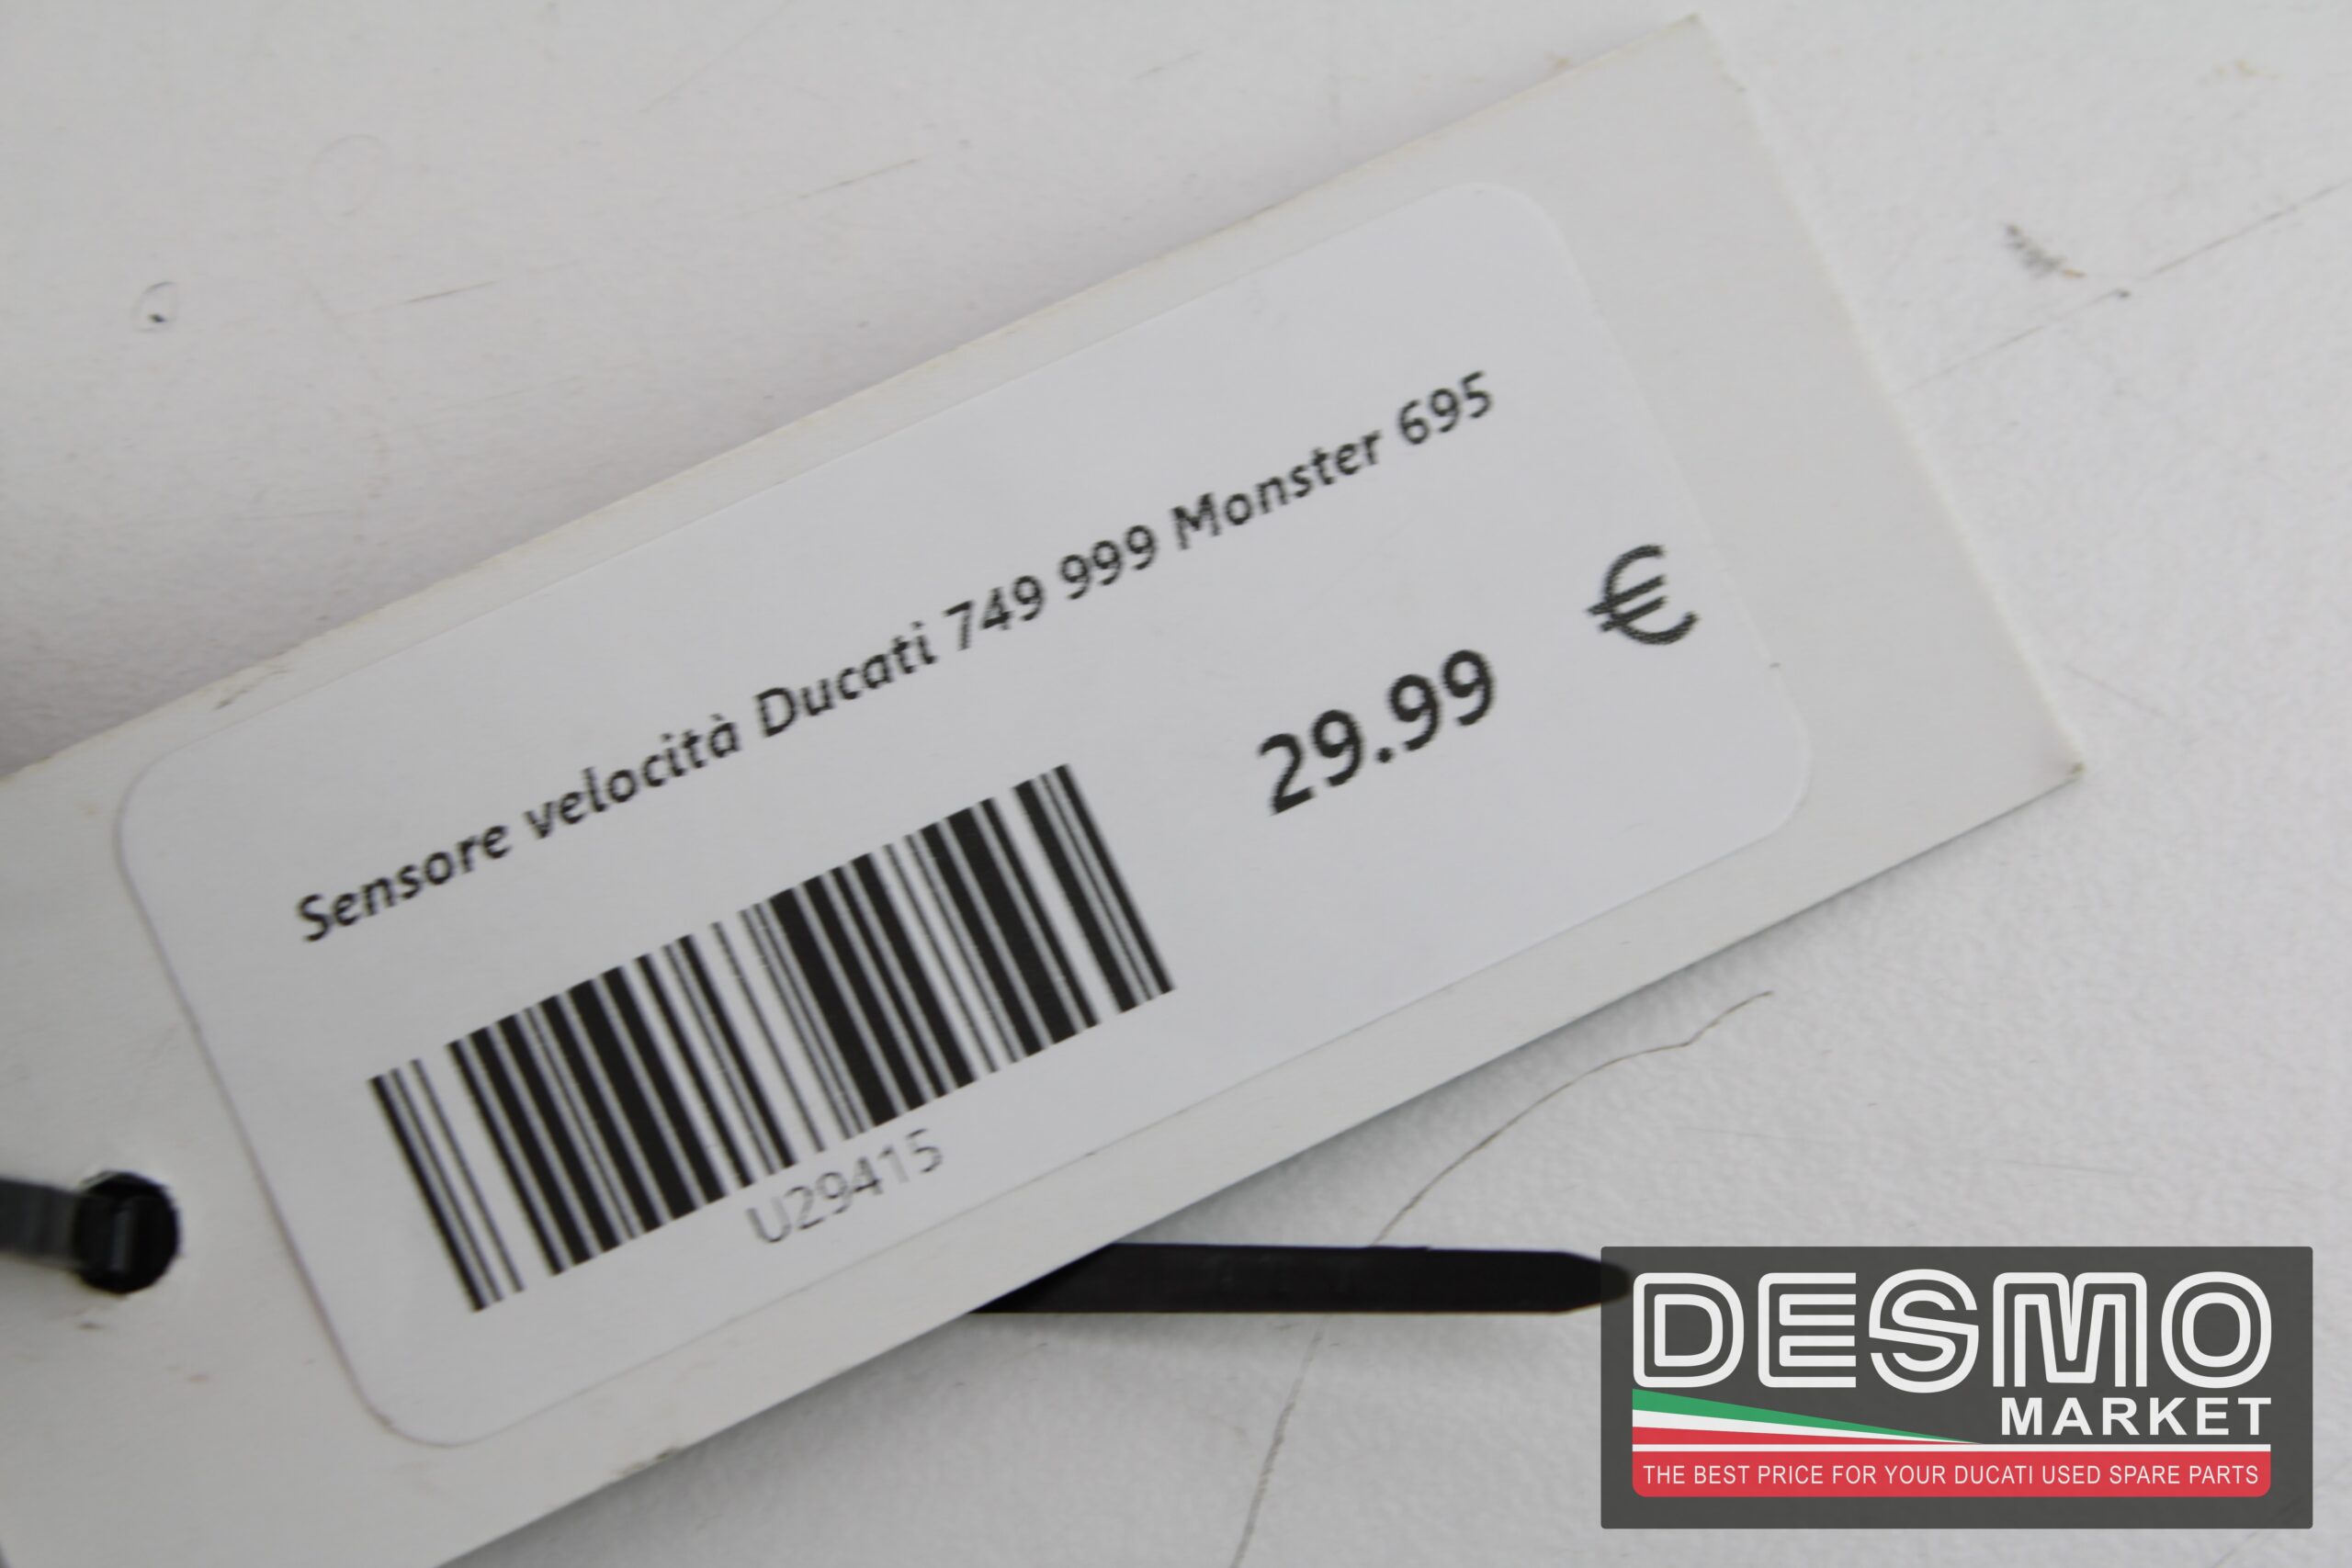 Sensore velocità Ducati 749 999 Monster 695
29.99 €
U29415
DESMO
MARKET
THE BEST PRICE FOR YOUR DUCATI USED SPARE PARTS